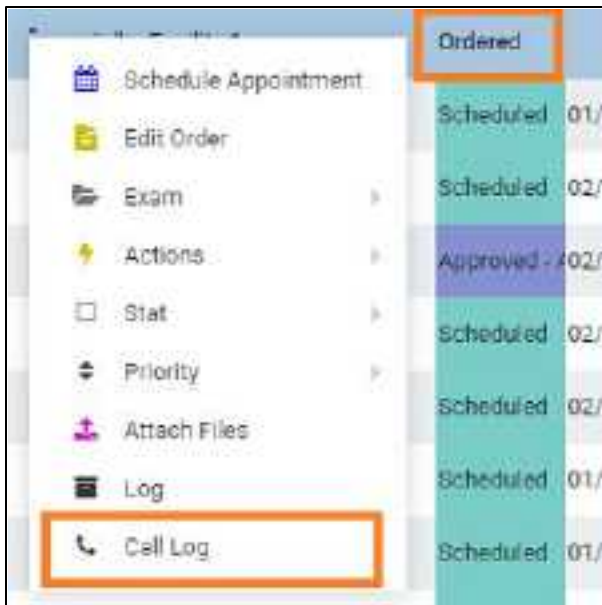 Ordered
Schedule Appointment
Scheduled 01/
Edit Order
Scheduled 02/
Exam
Actions
Approved - A 02/
Stat
Scheduled 02/
Priority
Scheduled 02/
Attach Files
Log
Scheduled 01/
Call Log
Scheduled 01/